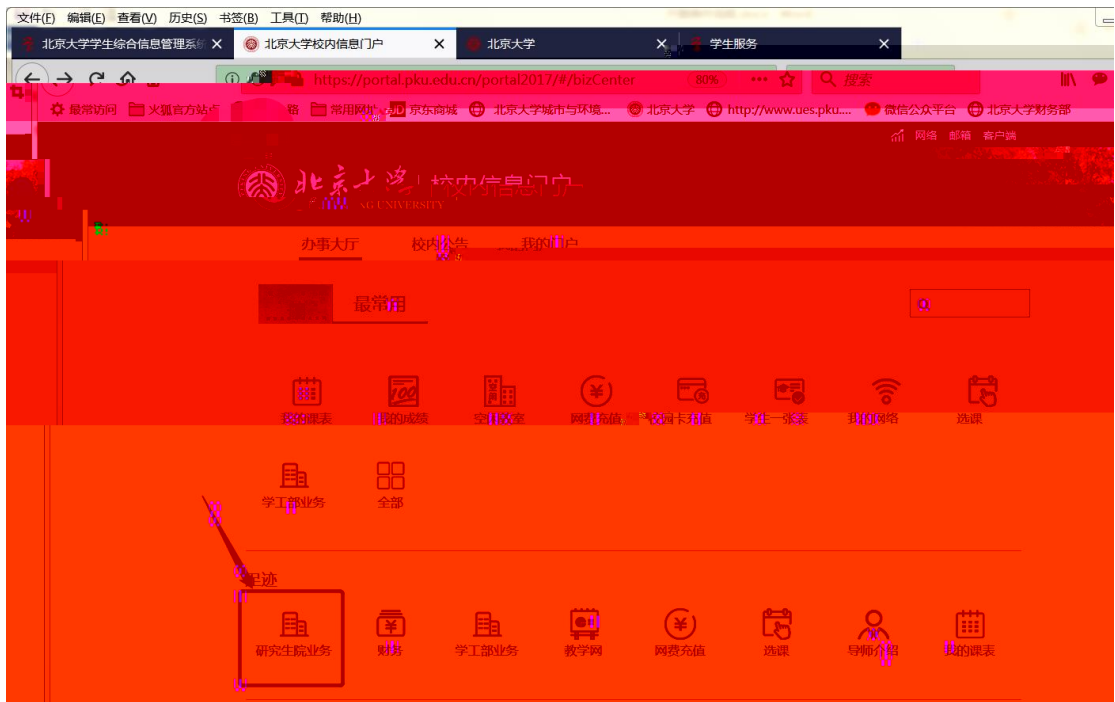 文件(F) 编辑(E) 查看(V) 历史(S) 书签(B) 工具(T) 帮助(H)
北京大学学生综合信息管理系统 北京大学校内信息门户 北京大学 学生服务
https://portal.pku.edu.cn/portal2017/#/bizCenter 80% 搜索
最常访问 火狐官方站点 常用网址 京东商城 北京大学城市与环境... 北京大学 http://www.ues.pku.... 微信公众平台 北京大学财务部
网络 邮箱 客户端
北京大学 校内信息门户
办事大厅 校内公告 我的门户
最常用
我的课表 我的成绩 空闲教室 网费充值 校园卡充值 学生一张表 我的网络 选课
学工部业务 全部
足迹
研究生院业务 财务 学工部业务 教学网 网费充值 选课 导师介绍 我的课表